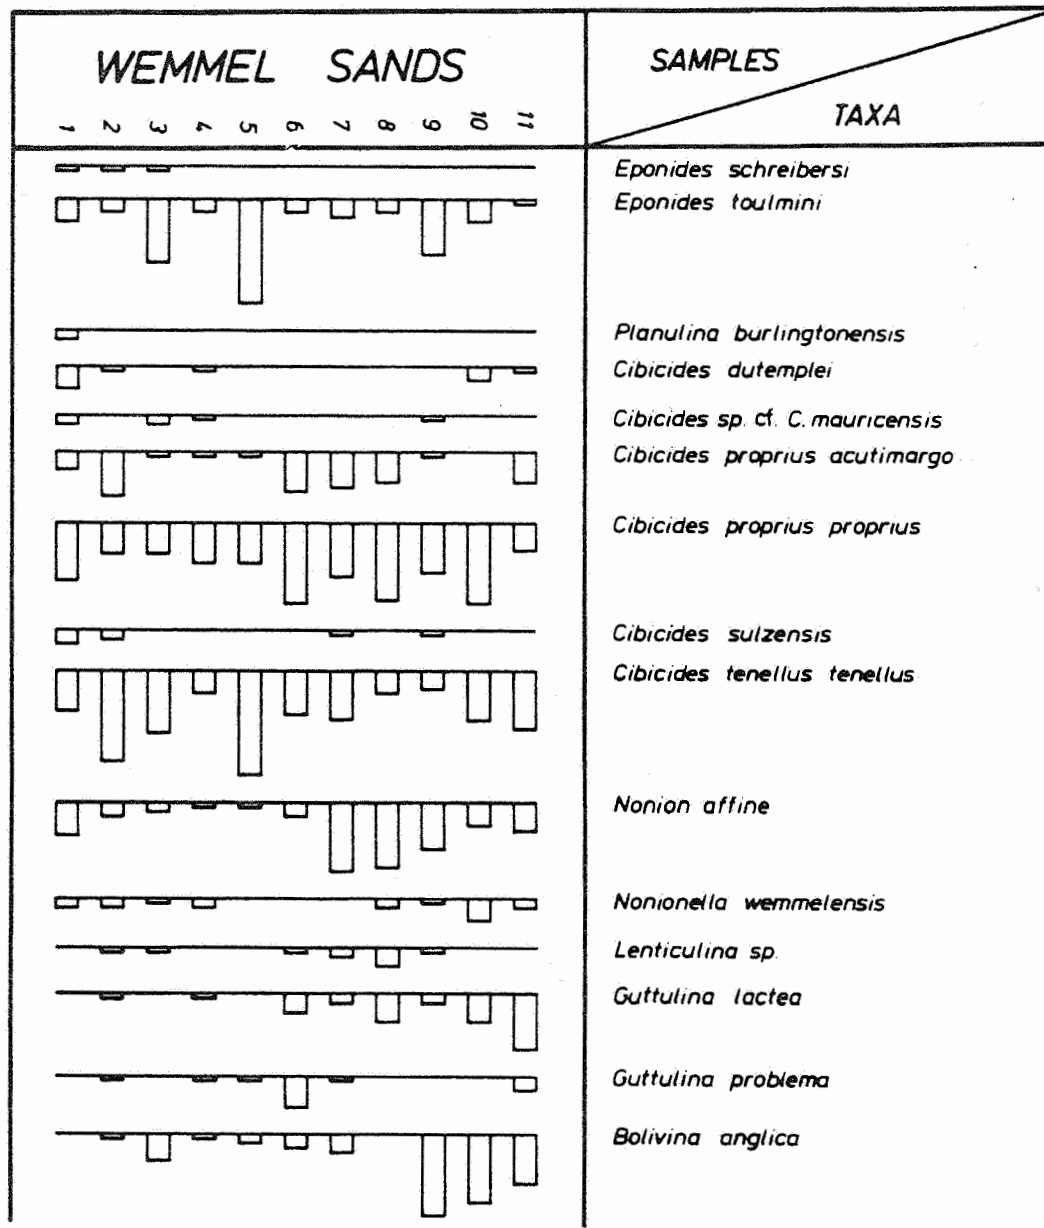 WEMMEL SANDS
SAMPLES
TAXA
1 2 3 4 5 6 7 8 9 10 11
Eponides schreibersi
Eponides toulmini
Planulina burlingtonensis
Cibicides dutemplei
Cibicides sp. cf. C. mauricensis
Cibicides proprius acutimargo
Cibicides proprius proprius
Cibicides sulzensis
Cibicides tenellus tenellus
Nonion affine
Nonionella wemmelensis
Lenticulina sp.
Guttulina lactea
Guttulina problema
Bolivina anglica